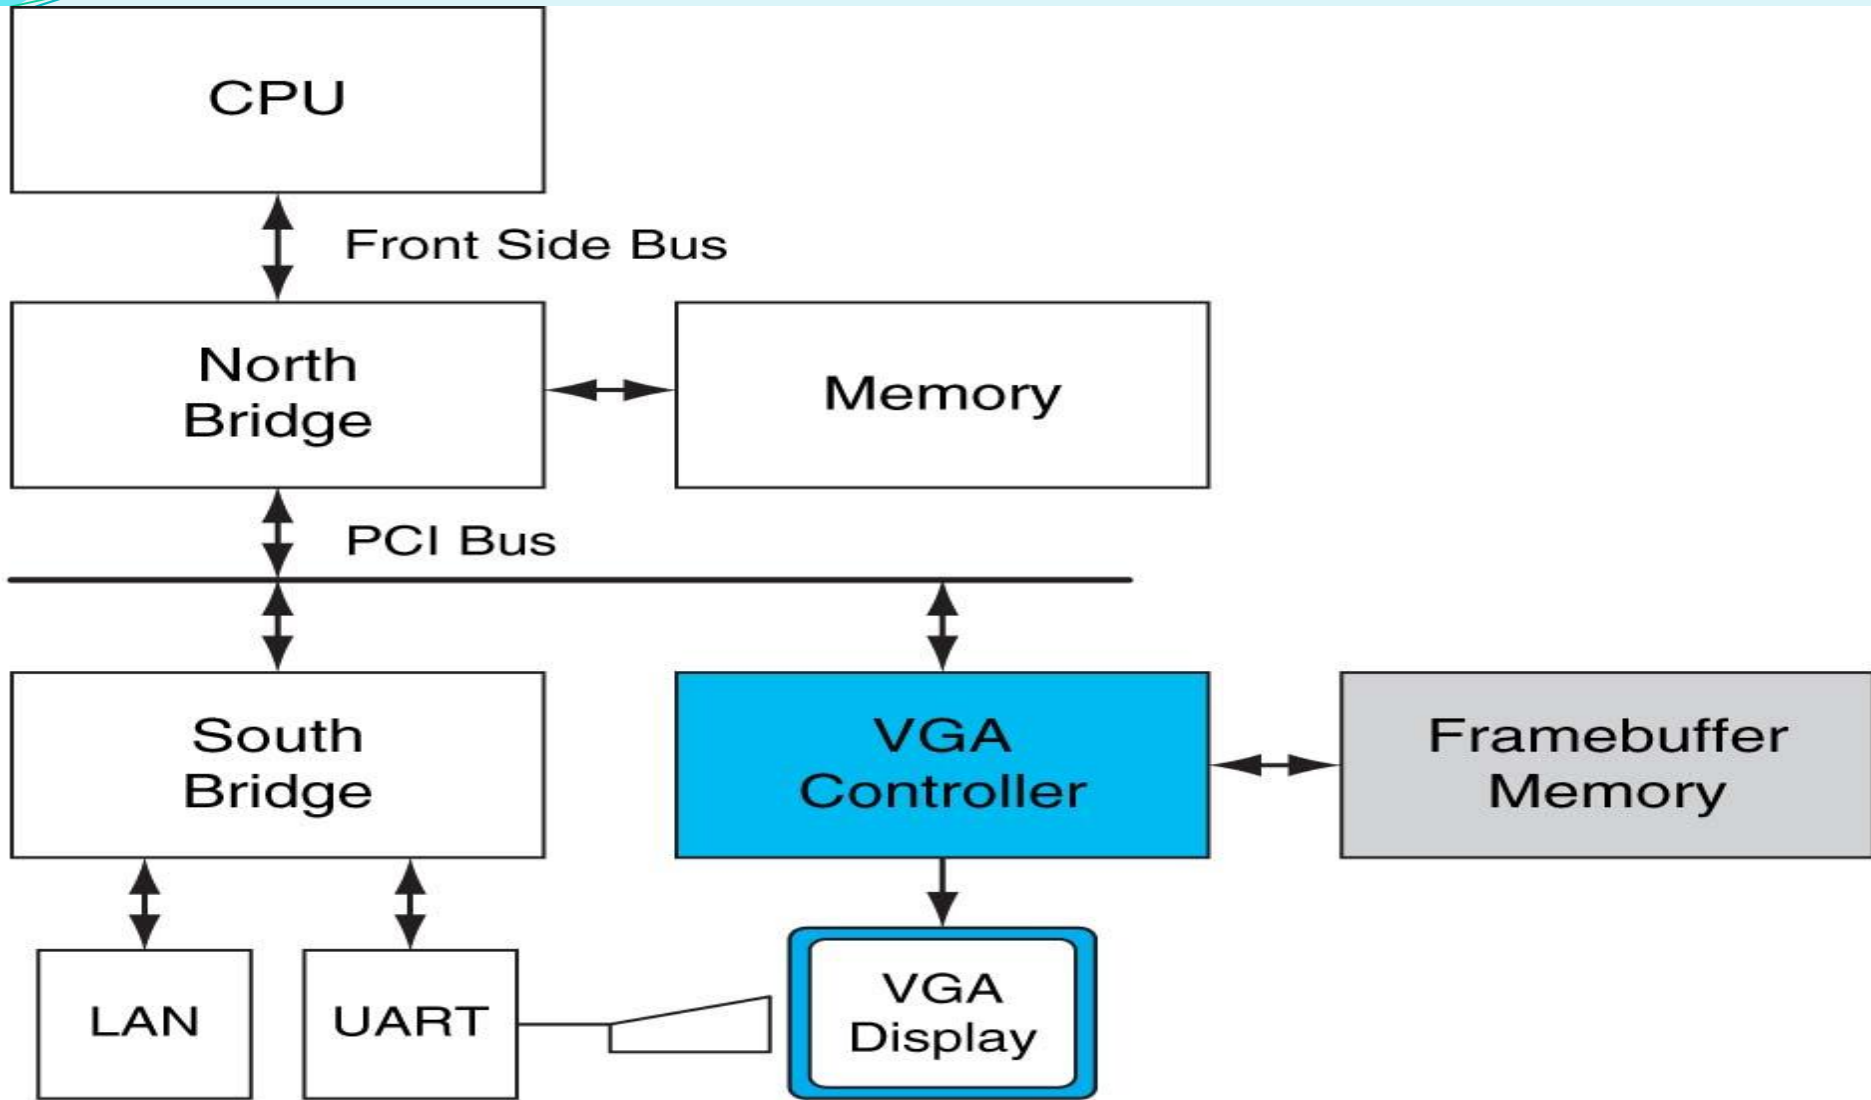 CPU
Front Side Bus
North
Bridge
Memory
PCI Bus
South
Bridge
VGA
Controller
Framebuffer
Memory
LAN
UART
VGA
Display